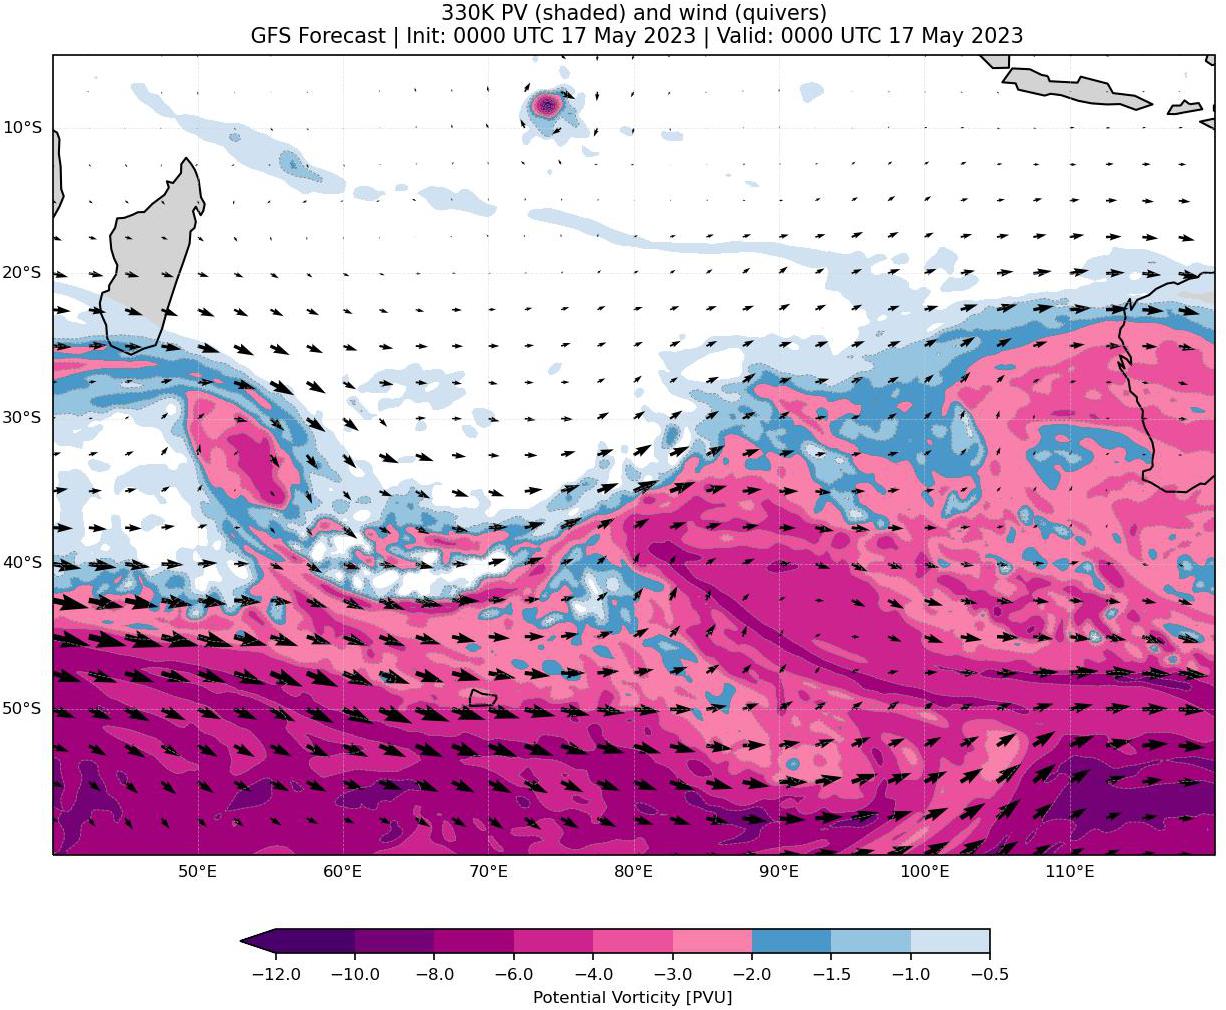 330K PV (shaded) and wind (quivers)
GFS Forecast | Init: 0000 UTC 17 May 2023 | Valid: 0000 UTC 17 May 2023
10°S
20°S
30°S
40°S
50°S
50°E 60°E 70°E 80°E 90°E 100°E 110°E
−12.0 −10.0 −8.0 −6.0 −4.0 −3.0 −2.0 −1.5 −1.0 −0.5
Potential Vorticity [PVU]